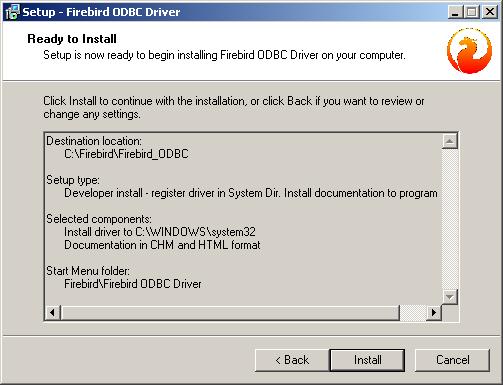 Setup - Firebird ODBC Driver
Ready to Install
Setup is now ready to begin installing Firebird ODBC Driver on your computer.
Click Install to continue with the installation, or click Back if you want to review or
change any settings.
Destination location:
C:\Firebird\Firebird_ODBC
Setup type:
Developer install - register driver in System Dir. Install documentation to program
Selected components:
Install driver to C:\WINDOWS\system32
Documentation in CHM and HTML format
Start Menu folder:
Firebird\Firebird ODBC Driver
< Back
Install
Cancel